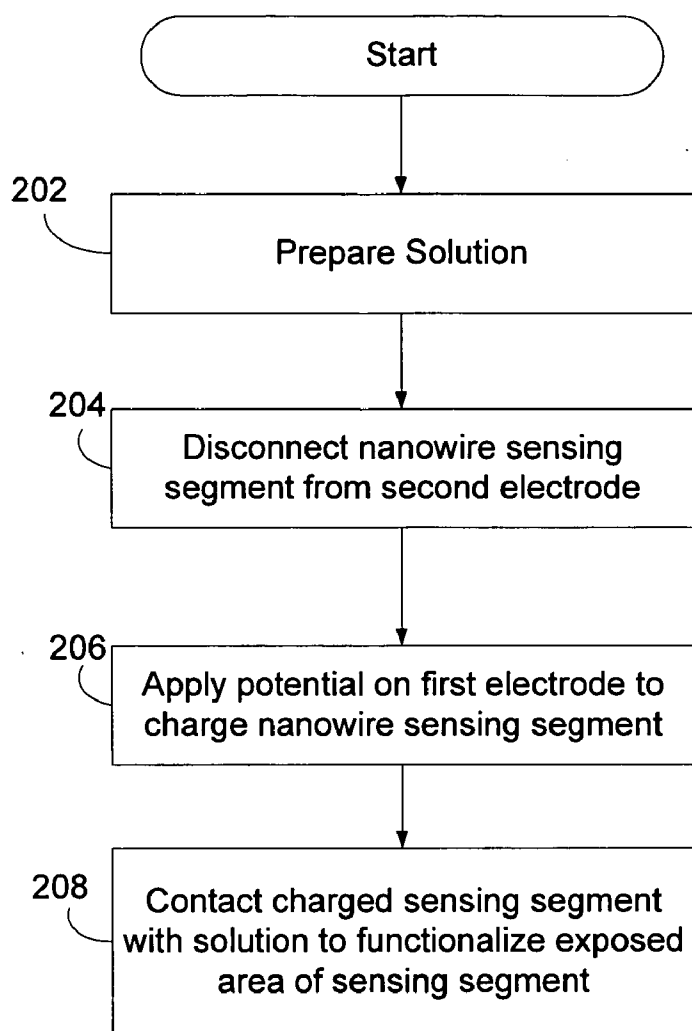 Start
202
Prepare Solution
204
Disconnect nanowire sensing
segment from second electrode
206
Apply potential on first electrode to
charge nanowire sensing segment
208
Contact charged sensing segment
with solution to functionalize exposed
area of sensing segment